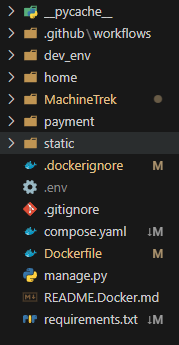 __pycache__
.github\workflows
dev_env
home
MachineTrek
payment
static
.dockerignore M
.env
.gitignore
compose.yaml ↓M
Dockerfile M
manage.py
README.Docker.md
requirements.txt ↓M